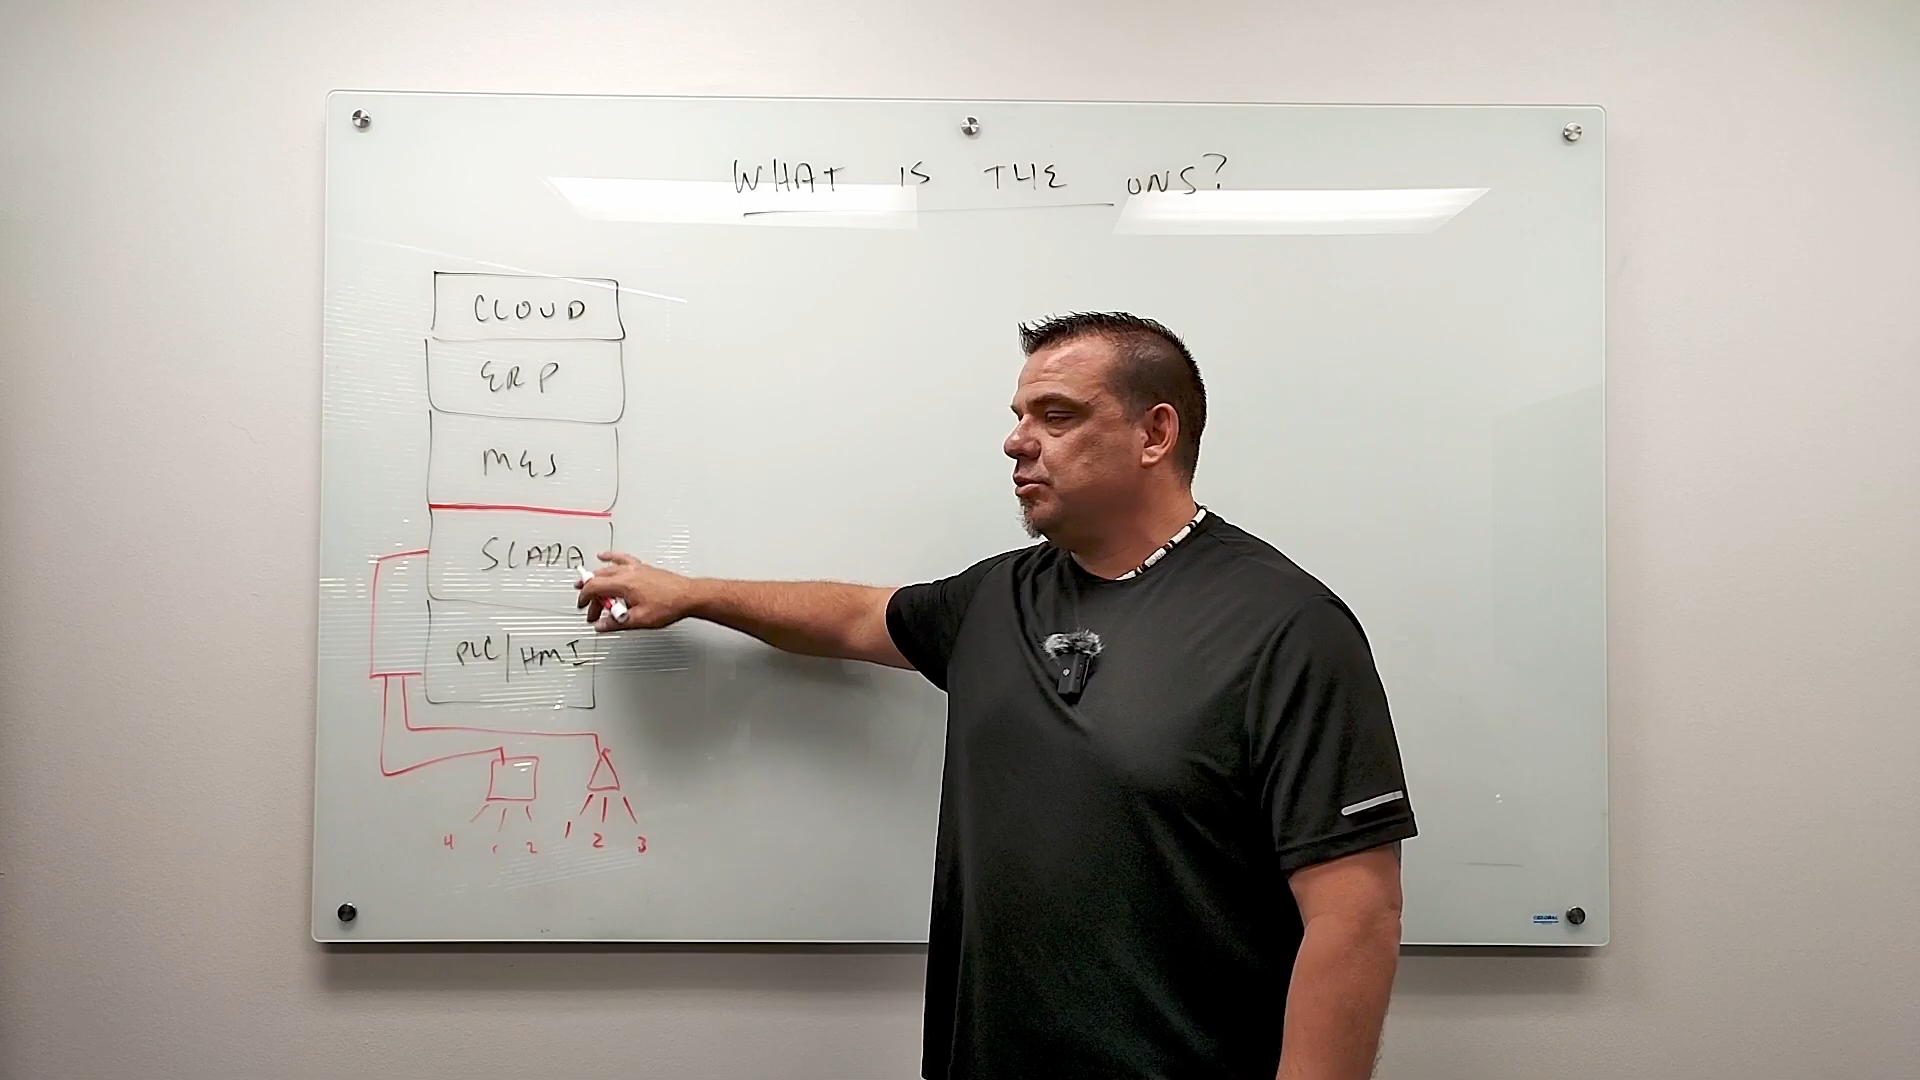 WHAT IS THE UNS?
CLOUD
ERP
MES
SCADA
PLC/HMI
4 1 2 1 2 3